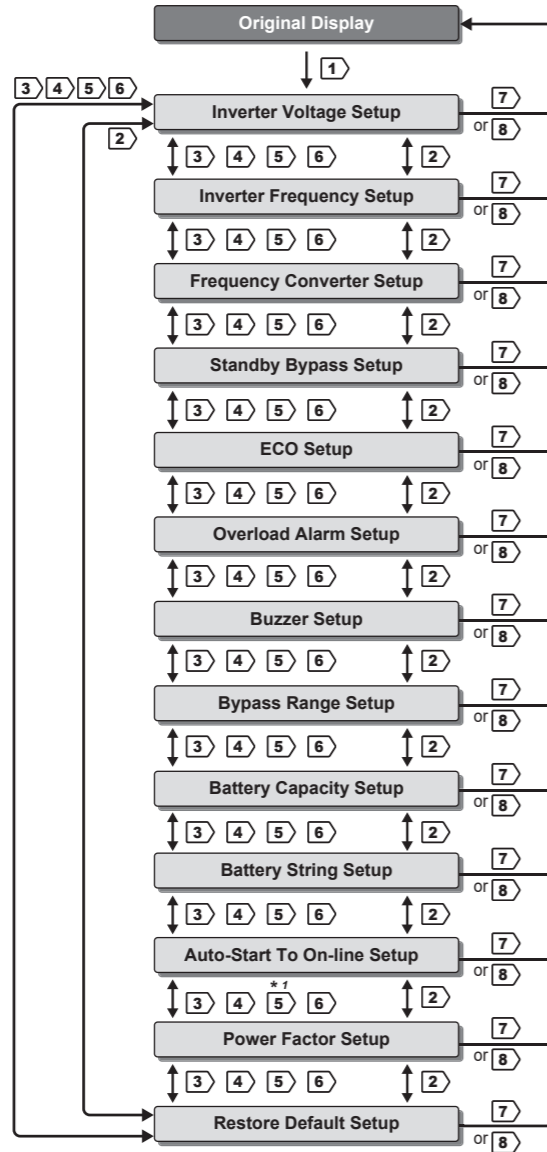 Original Display
1
3 4 5 6
7
Inverter Voltage Setup
2
or 8
3 4 5 6 2
7
Inverter Frequency Setup
or 8
3 4 5 6 2
7
Frequency Converter Setup
or 8
3 4 5 6 2
7
Standby Bypass Setup
or 8
3 4 5 6 2
7
ECO Setup
or 8
3 4 5 6 2
7
Overload Alarm Setup
or 8
3 4 5 6 2
7
Buzzer Setup
or 8
3 4 5 6 2
7
Bypass Range Setup
or 8
3 4 5 6 2
7
Battery Capacity Setup
or 8
3 4 5 6 2
7
Battery String Setup
or 8
3 4 5 6 2
7
Auto-Start To On-line Setup
or 8
*1
3 4 5 6 2
7
Power Factor Setup
or 8
3 4 5 6 2
7
Restore Default Setup
or 8